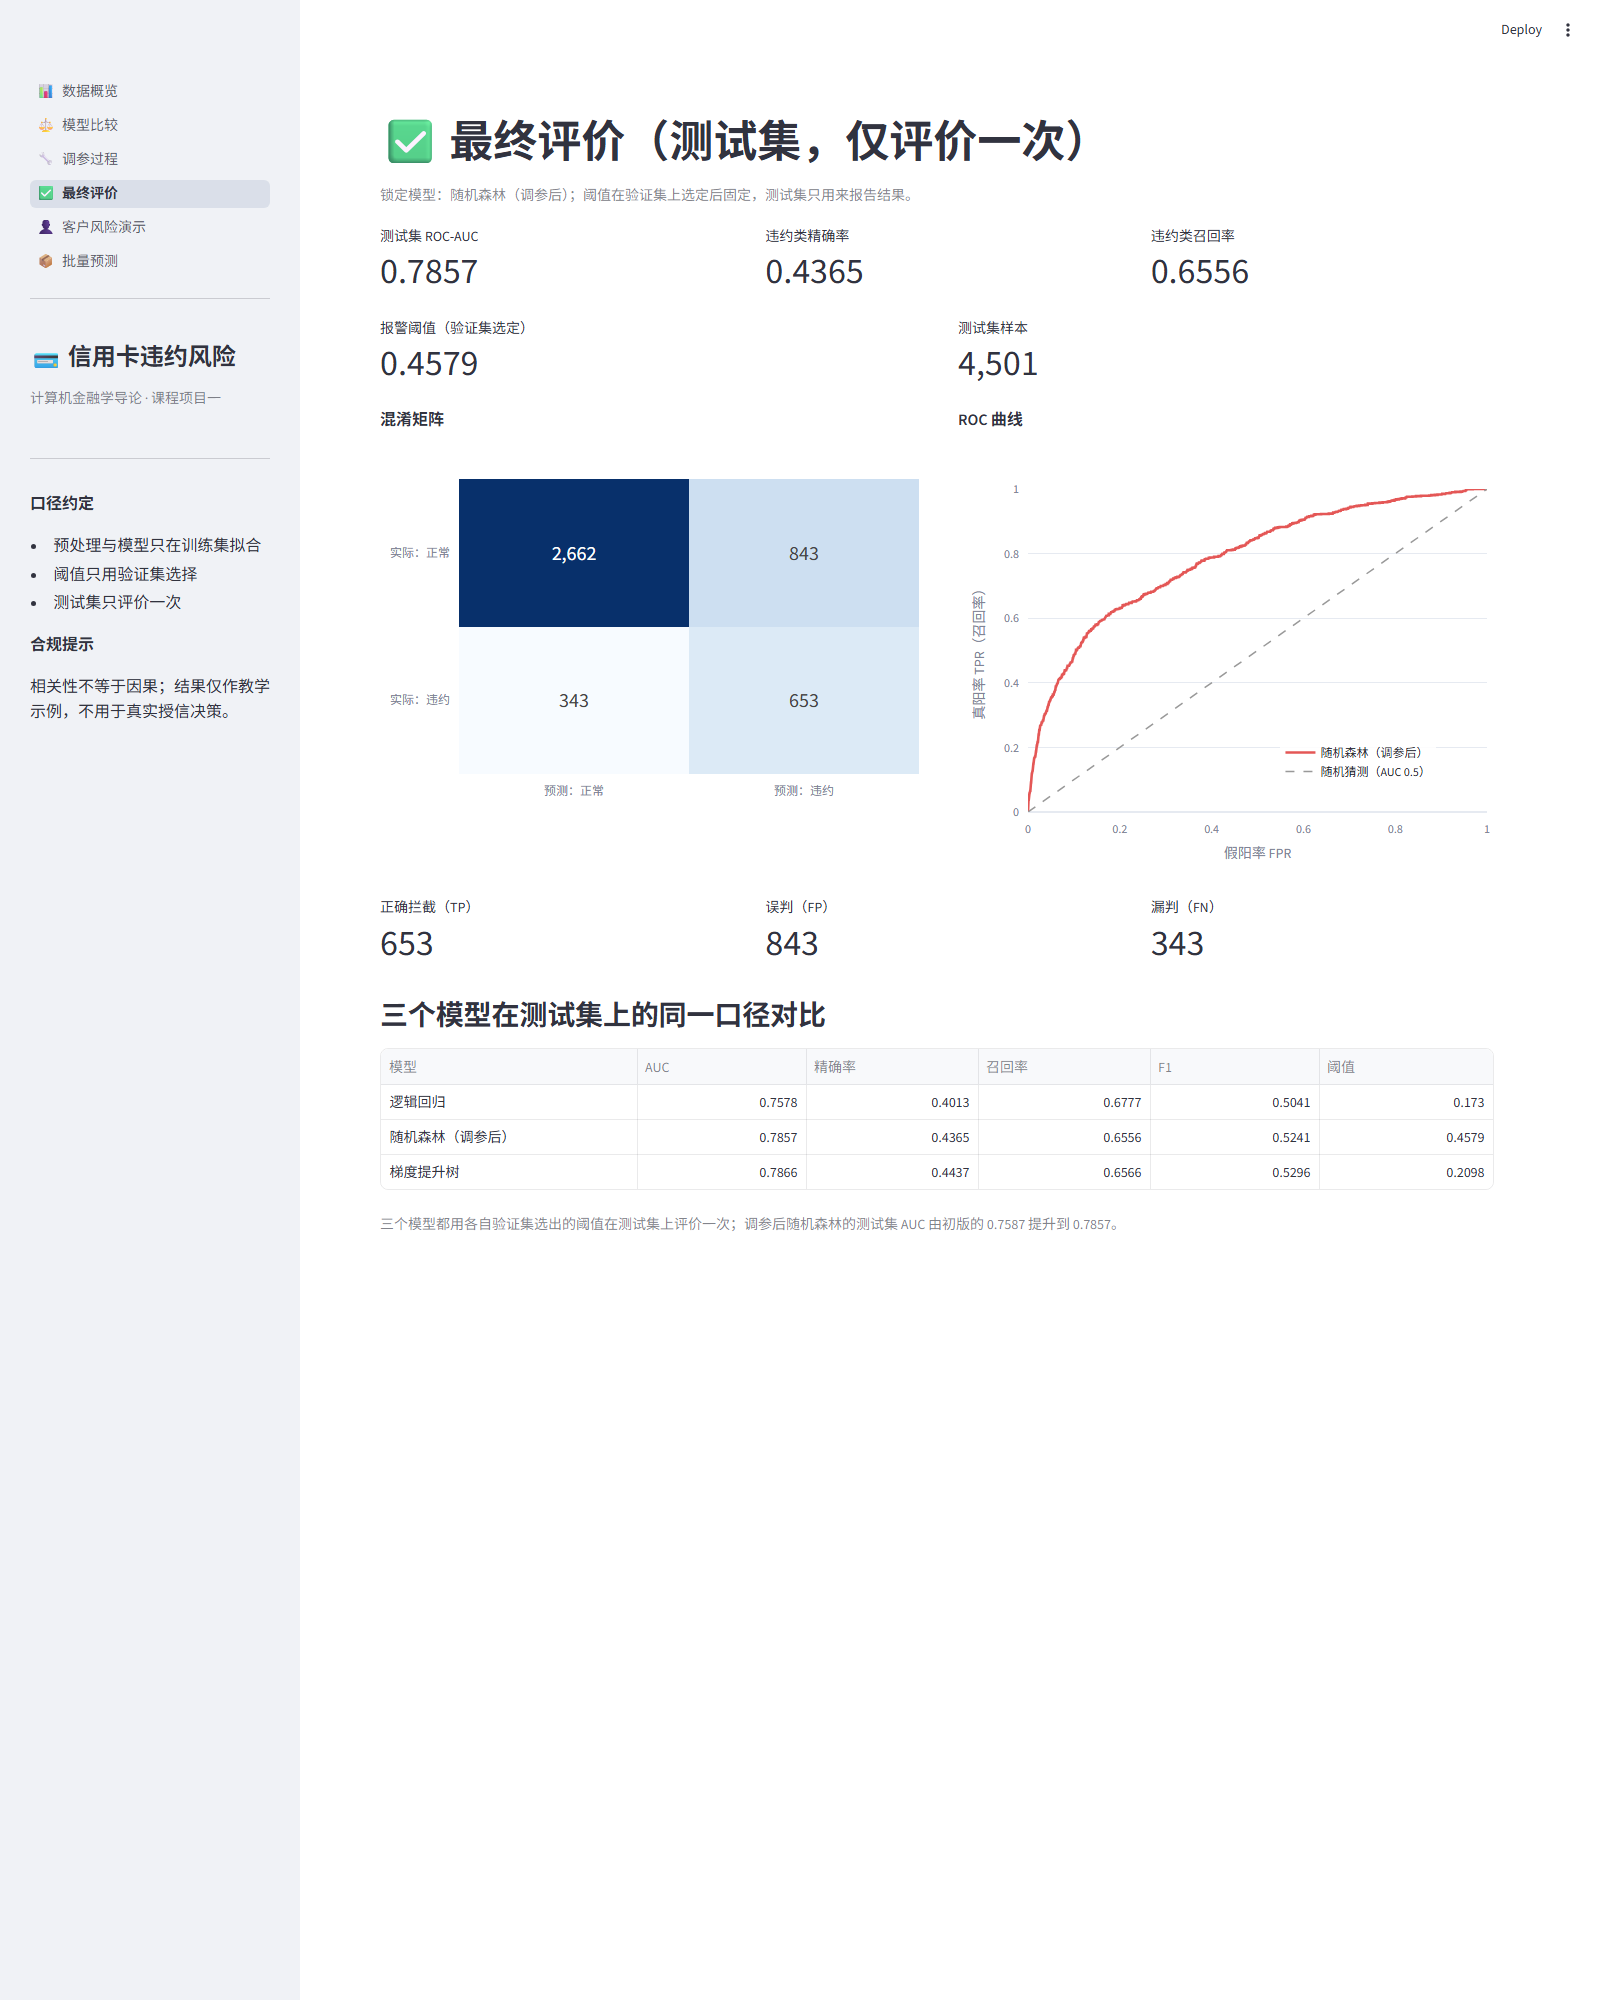 Deploy
数据概览
模型比较
调参过程
最终评价
客户风险演示
批量预测
信用卡违约风险
计算机金融学导论 · 课程项目一
口径约定
预处理与模型只在训练集拟合
阈值只用验证集选择
测试集只评价一次
合规提示
相关性不等于因果；结果仅作教学
示例，不用于真实授信决策。
最终评价（测试集，仅评价一次）
锁定模型：随机森林（调参后）；阈值在验证集上选定后固定，测试集只用来报告结果。
测试集 ROC-AUC
0.7857
违约类精确率
0.4365
违约类召回率
0.6556
报警阈值（验证集选定）
0.4579
测试集样本
4,501
混淆矩阵
实际：正常
2,662
843
实际：违约
343
653
预测：正常
预测：违约
ROC 曲线
真阳率 TPR（召回率）
1
0.8
0.6
0.4
0.2
0
随机森林（调参后）
随机猜测（AUC 0.5）
0 0.2 0.4 0.6 0.8 1
假阳率 FPR
正确拦截（TP）
653
误判（FP）
843
漏判（FN）
343
三个模型在测试集上的同一口径对比
模型 AUC 精确率 召回率 F1 阈值
逻辑回归 0.7578 0.4013 0.6777 0.5041 0.173
随机森林（调参后） 0.7857 0.4365 0.6556 0.5241 0.4579
梯度提升树 0.7866 0.4437 0.6566 0.5296 0.2098
三个模型都用各自验证集选出的阈值在测试集上评价一次；调参后随机森林的测试集 AUC 由初版的 0.7587 提升到 0.7857。